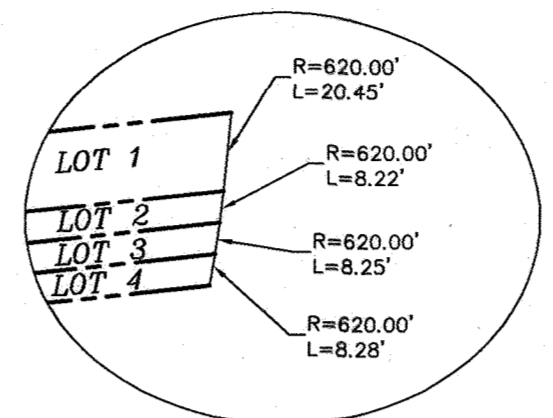 R=620.00'
L=20.45'
LOT 1
R=620.00'
L=8.22'
LOT 2
R=620.00'
L=8.25'
LOT 3
LOT 4
R=620.00'
L=8.28'